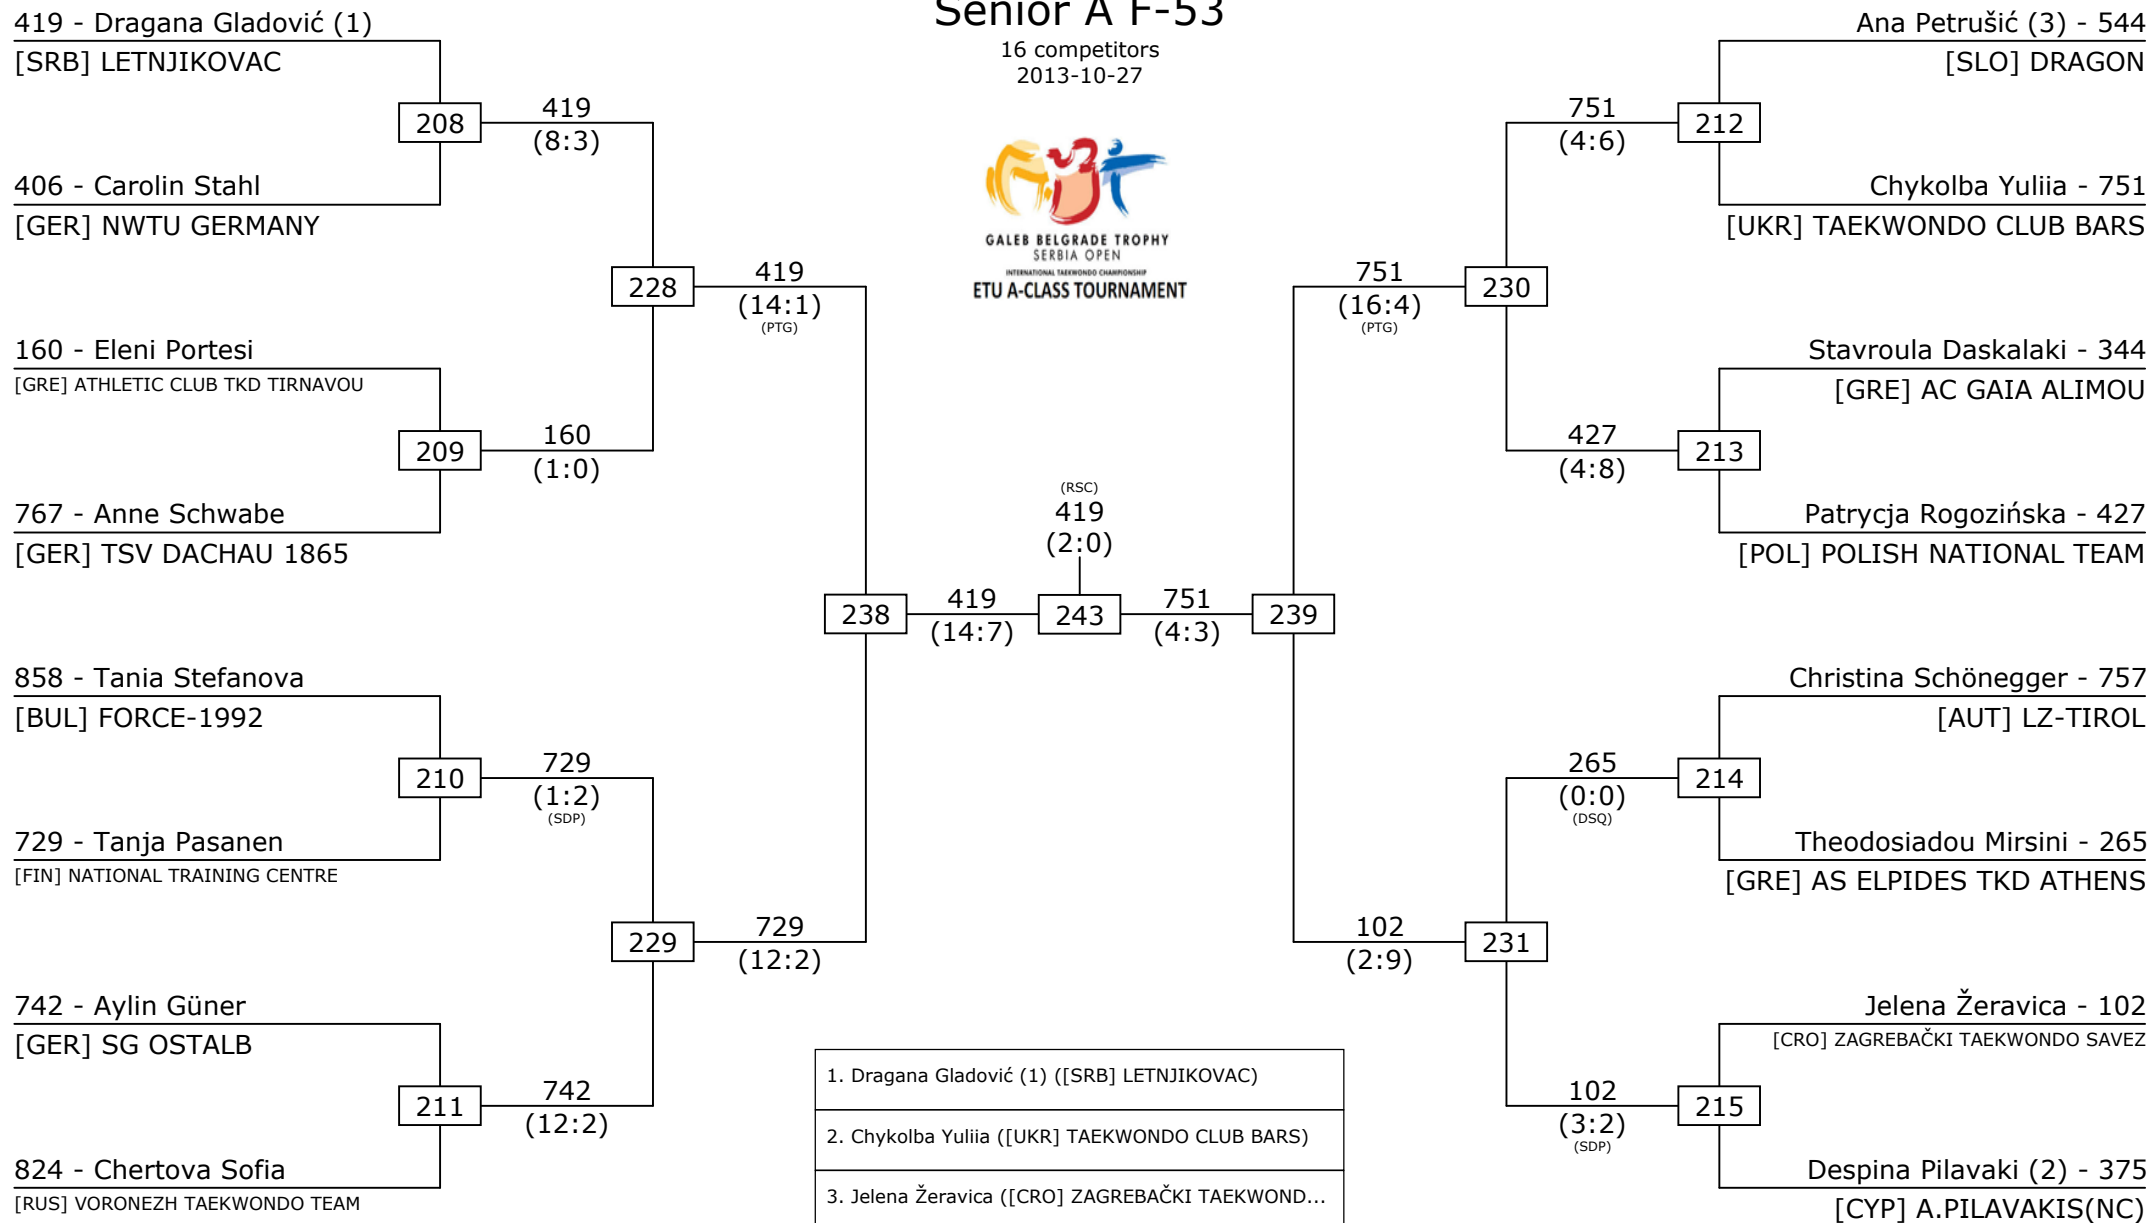 Senior A F-53
16 competitors
2013-10-27
GALEB BELGRADE TROPHY
SERBIA OPEN
INTERNATIONAL TAEKWONDO CHAMPIONSHIP
ETU A-CLASS TOURNAMENT
419 - Dragana Gladović (1)
[SRB] LETNJIKOVAC
208
419
(8:3)
406 - Carolin Stahl
[GER] NWTU GERMANY
228
419
(14:1)
(PTG)
160 - Eleni Portesi
[GRE] ATHLETIC CLUB TKD TIRNAVOU
209
160
(1:0)
767 - Anne Schwabe
[GER] TSV DACHAU 1865
238
419
(14:7)
858 - Tania Stefanova
[BUL] FORCE-1992
210
729
(1:2)
(SDP)
729 - Tanja Pasanen
[FIN] NATIONAL TRAINING CENTRE
229
729
(12:2)
742 - Aylin Güner
[GER] SG OSTALB
211
742
(12:2)
824 - Chertova Sofia
[RUS] VORONEZH TAEKWONDO TEAM
(RSC)
419
(2:0)
243
Ana Petrušić (3) - 544
[SLO] DRAGON
751
(4:6)
212
Chykolba Yuliia - 751
[UKR] TAEKWONDO CLUB BARS
751
(16:4)
(PTG)
230
Stavroula Daskalaki - 344
[GRE] AC GAIA ALIMOU
427
(4:8)
213
Patrycja Rogozińska - 427
[POL] POLISH NATIONAL TEAM
751
(4:3)
239
Christina Schönegger - 757
[AUT] LZ-TIROL
265
(0:0)
(DSQ)
214
Theodosiadou Mirsini - 265
[GRE] AS ELPIDES TKD ATHENS
102
(2:9)
231
Jelena Žeravica - 102
[CRO] ZAGREBAČKI TAEKWONDO SAVEZ
102
(3:2)
(SDP)
215
Despina Pilavaki (2) - 375
[CYP] A.PILAVAKIS(NC)
1. Dragana Gladović (1) ([SRB] LETNJIKOVAC)
2. Chykolba Yuliia ([UKR] TAEKWONDO CLUB BARS)
3. Jelena Žeravica ([CRO] ZAGREBAČKI TAEKWOND...